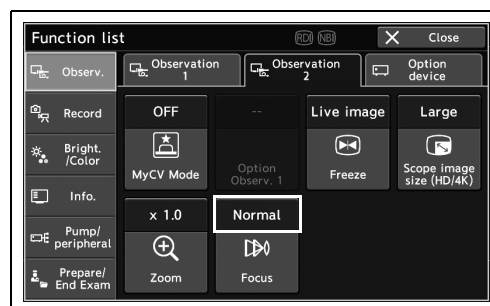 Function list
RDI NBI
Close
Observ.
Record
Bright.
/Color
Info.
Pump/
peripheral
Prepare/
End Exam
Observation
1
Observation
2
Option
device
OFF
MyCV Mode
--
Option
Observ. 1
Live image
Freeze
Large
Scope image
size (HD/4K)
x 1.0
Zoom
Normal
Focus